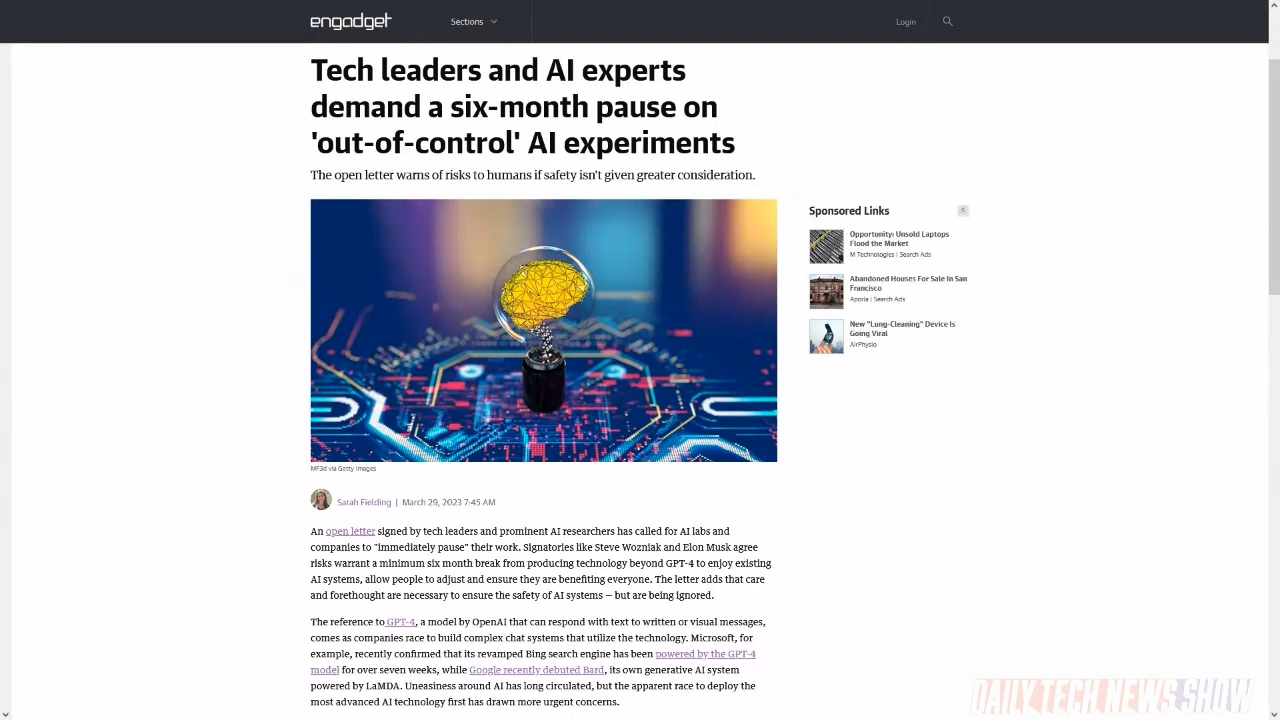 engadget
Sections
Login
Tech leaders and AI experts
demand a six-month pause on
'out-of-control' AI experiments
The open letter warns of risks to humans if safety isn't given greater consideration.
MF3d via Getty Images
Sarah Fielding | March 29, 2023 7:45 AM
An open letter signed by tech leaders and prominent AI researchers has called for AI labs and
companies to "immediately pause" their work. Signatories like Steve Wozniak and Elon Musk agree
risks warrant a minimum six month break from producing technology beyond GPT-4 to enjoy existing
AI systems, allow people to adjust and ensure they are benefiting everyone. The letter adds that care
and forethought are necessary to ensure the safety of AI systems — but are being ignored.
The reference to GPT-4, a model by OpenAI that can respond with text to written or visual messages,
comes as companies race to build complex chat systems that utilize the technology. Microsoft, for
example, recently confirmed that its revamped Bing search engine has been powered by the GPT-4
model for over seven weeks, while Google recently debuted Bard, its own generative AI system
powered by LaMDA. Uneasiness around AI has long circulated, but the apparent race to deploy the
most advanced AI technology first has drawn more urgent concerns.
Sponsored Links
Opportunity: Unsold Laptops
Flood the Market
M Technologies | Search Ads
Abandoned Houses For Sale In San
Francisco
Aporia | Search Ads
New "Lung-Cleaning" Device Is
Going Viral
AirPhysio
DAILY TECH NEWS SHOW